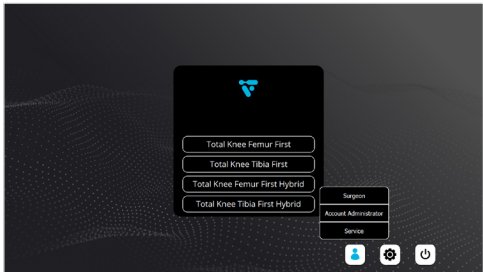 Total Knee Femur First
Total Knee Tibia First
Total Knee Femur First Hybrid
Total Knee Tibia First Hybrid
Surgeon
Account Administrator
Service